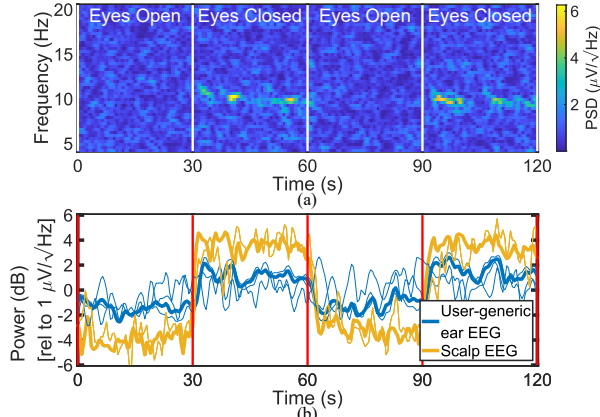 Eyes Open Eyes Closed Eyes Open Eyes Closed
20
15
10
5
Frequency (Hz)
0 30 60 90 120
Time (s)
(a)
6
4
2
PSD (μV/√Hz)
6
4
2
0
-2
-4
-6
Power (dB)
[rel to 1 μV/√Hz]
User-generic
ear EEG
Scalp EEG
0 30 60 90 120
Time (s)
(b)